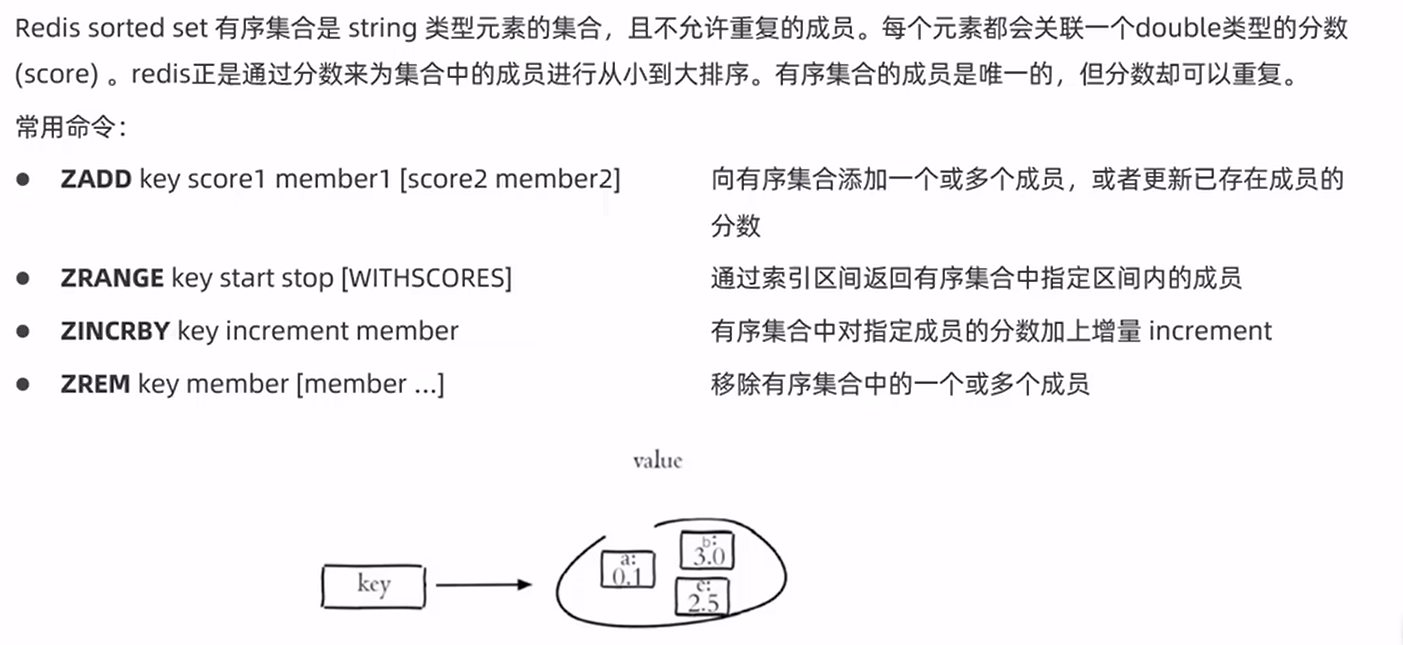 Redis sorted set 有序集合是 string 类型元素的集合，且不允许重复的成员。每个元素都会关联一个double类型的分数
(score) 。redis正是通过分数来为集合中的成员进行从小到大排序。有序集合的成员是唯一的，但分数却可以重复。
常用命令：
● ZADD key score1 member1 [score2 member2] 向有序集合添加一个或多个成员，或者更新已存在成员的
分数
● ZRANGE key start stop [WITHSCORES] 通过索引区间返回有序集合中指定区间内的成员
● ZINCRBY key increment member 有序集合中对指定成员的分数加上增量 increment
● ZREM key member [member ...] 移除有序集合中的一个或多个成员
value
key
a:
0.1
b:
3.0
c:
2.5